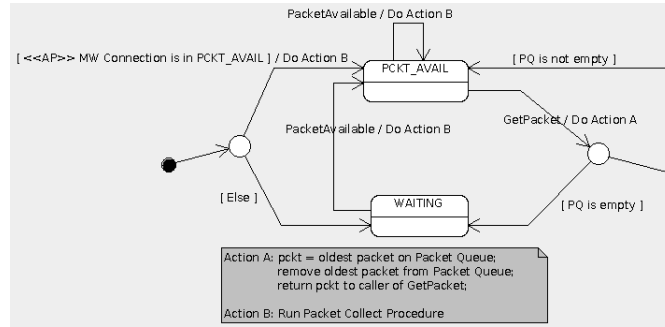 PacketAvailable / Do Action B
[ <<AP>> MW Connection is in PCKT_AVAIL ] / Do Action B
[ PQ is not empty ]
PCKT_AVAIL
GetPacket / Do Action A
PacketAvailable / Do Action B
[ Else ]
WAITING
[ PQ is empty ]
Action A: pckt = oldest packet on Packet Queue;
remove oldest packet from Packet Queue;
return pckt to caller of GetPacket;
Action B: Run Packet Collect Procedure